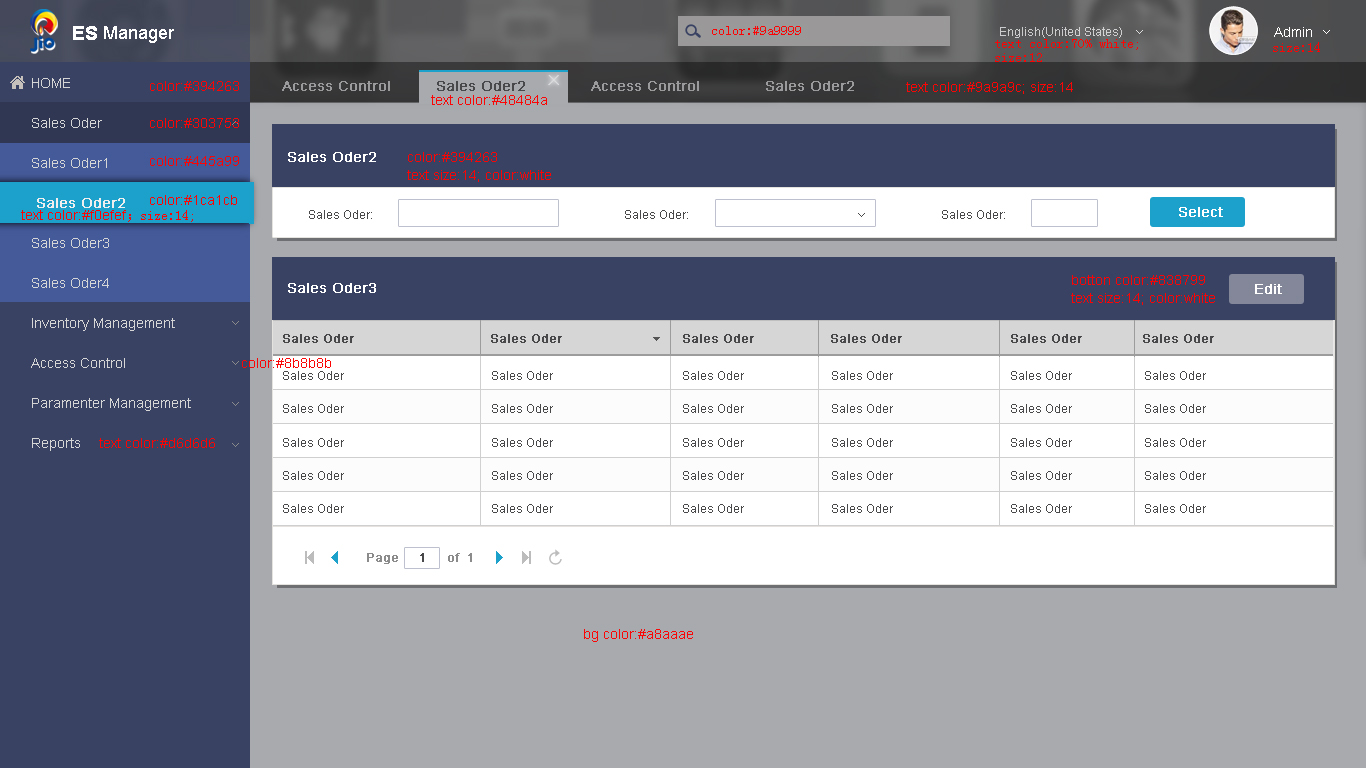 Jio
ES Manager
color:#9a9999
English(United States)
text color:70% white;
Admin
HOME
color:#394263
Access Control
Sales Oder2
text color:#48484a
Access Control
Sales Oder2
text color:#9a9a9c; size:14
Sales Oder
color:#303753
Sales Oder1
Sales Oder2
color:#1ca1cb
text color:#f0efef; size:14;
Sales Oder3
Sales Oder4
Inventory Management
Access Control
color:#8b8b8b
Paramenter Management
Reports
text color:#d6d6d6
Sales Oder2
color:#394263
text size:14; color:white
Sales Oder:
Sales Oder:
Sales Oder:
Select
Sales Oder3
text size:14; color:white
Edit
Sales Oder Sales Oder Sales Oder Sales Oder Sales Oder Sales Oder
Sales Oder Sales Oder Sales Oder Sales Oder Sales Oder Sales Oder
Sales Oder Sales Oder Sales Oder Sales Oder Sales Oder Sales Oder
Sales Oder Sales Oder Sales Oder Sales Oder Sales Oder Sales Oder
Sales Oder Sales Oder Sales Oder Sales Oder Sales Oder Sales Oder
Sales Oder Sales Oder Sales Oder Sales Oder Sales Oder Sales Oder
Page 1 of 1
bg color:#a8aaae